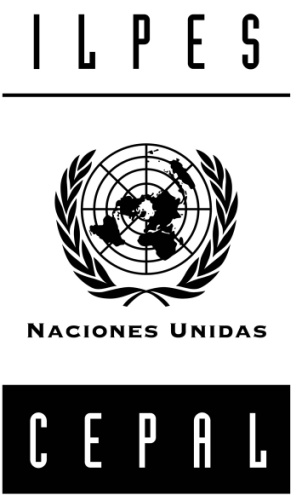 ILPES
NACIONES UNIDAS
CEPAL